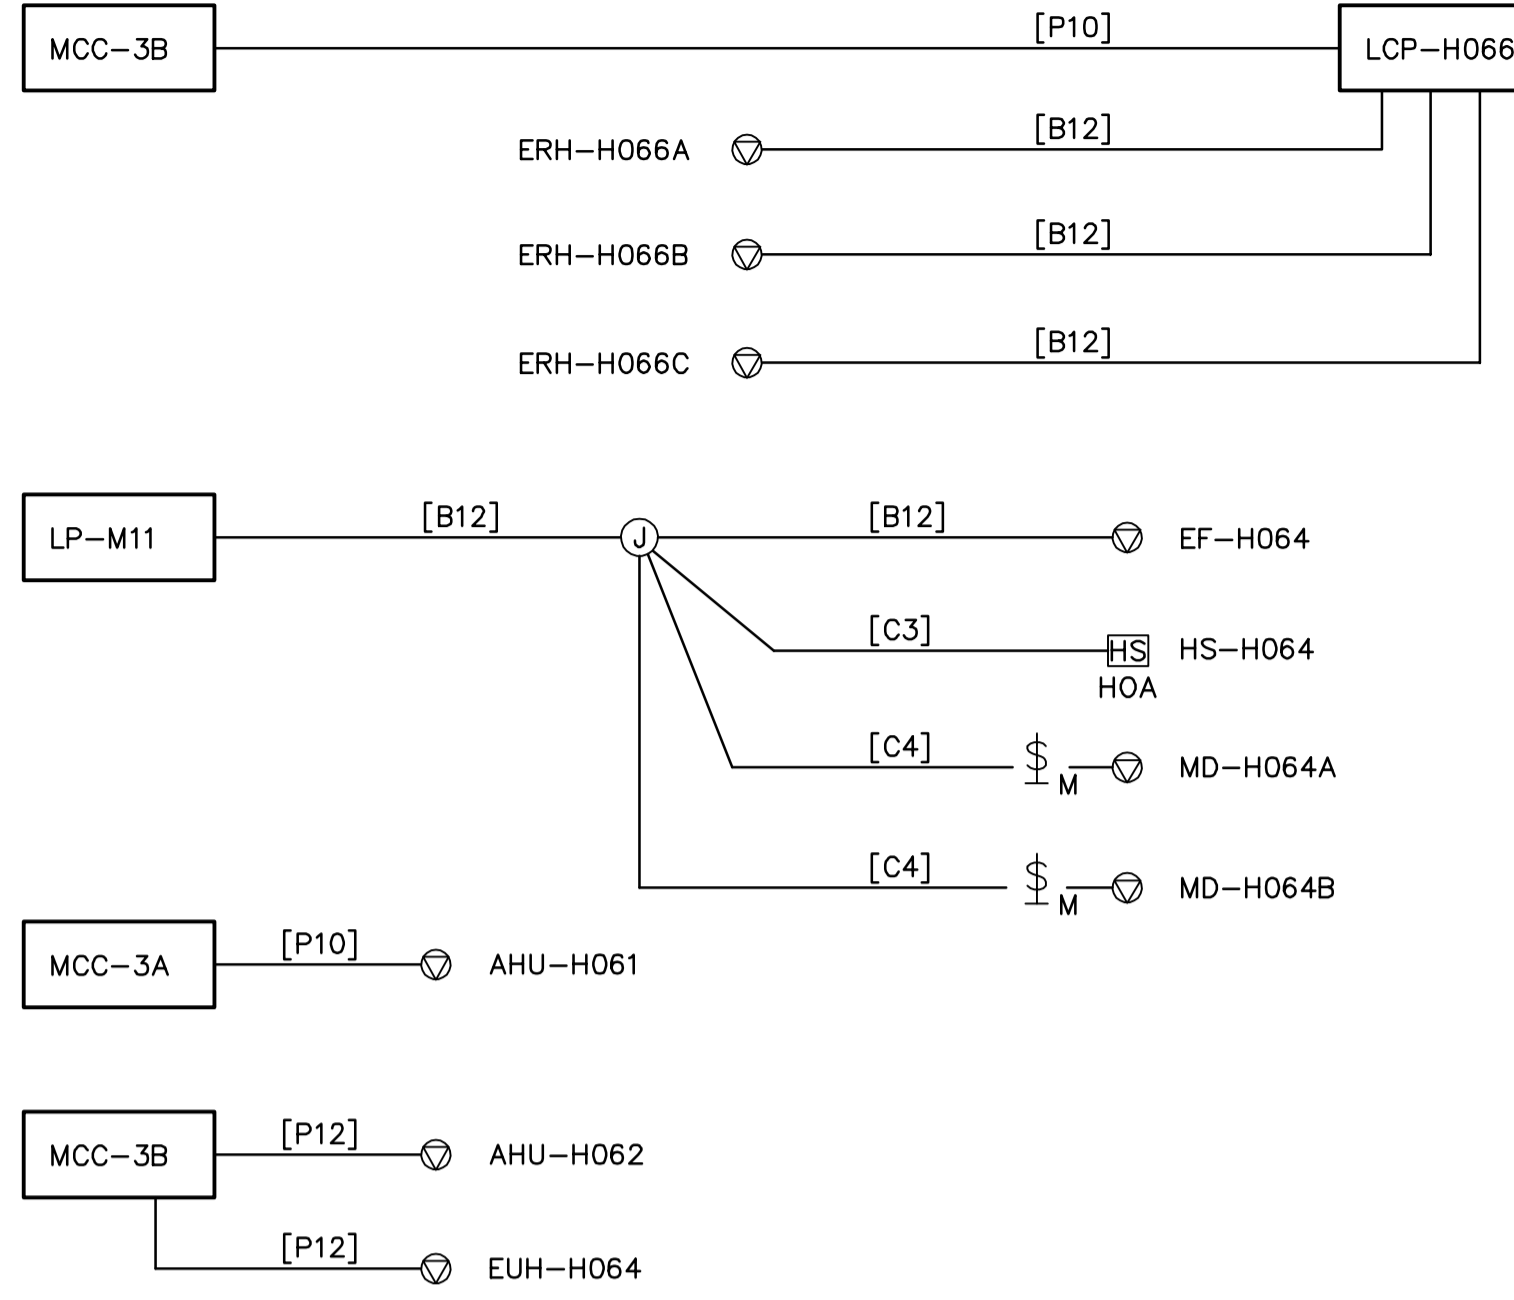 [P10]
MCC-3B
LCP-H066
[B12]
ERH-H066A
[B12]
ERH-H066B
[B12]
ERH-H066C
[B12]
[B12]
LP-M11
J
EF-H064
[C3]
HS
HS-H064
HOA
[C4]
$
M
MD-H064A
[C4]
$
M
MD-H064B
[P10]
MCC-3A
AHU-H061
[P12]
MCC-3B
AHU-H062
[P12]
EUH-H064